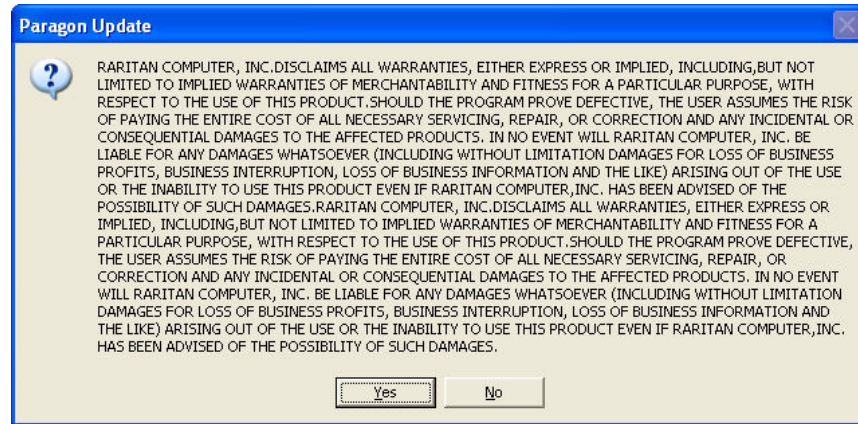 Paragon Update
RARITAN COMPUTER, INC.DISCLAIMS ALL WARRANTIES, EITHER EXPRESS OR IMPLIED, INCLUDING,BUT NOT
LIMITED TO IMPLIED WARRANTIES OF MERCHANTABILITY AND FITNESS FOR A PARTICULAR PURPOSE, WITH
RESPECT TO THE USE OF THIS PRODUCT.SHOULD THE PROGRAM PROVE DEFECTIVE, THE USER ASSUMES THE RISK
OF PAYING THE ENTIRE COST OF ALL NECESSARY SERVICING, REPAIR, OR CORRECTION AND ANY INCIDENTAL OR
CONSEQUENTIAL DAMAGES TO THE AFFECTED PRODUCTS. IN NO EVENT WILL RARITAN COMPUTER, INC. BE
LIABLE FOR ANY DAMAGES WHATSOEVER (INCLUDING WITHOUT LIMITATION DAMAGES FOR LOSS OF BUSINESS
PROFITS, BUSINESS INTERRUPTION, LOSS OF BUSINESS INFORMATION AND THE LIKE) ARISING OUT OF THE USE
OR THE INABILITY TO USE THIS PRODUCT EVEN IF RARITAN COMPUTER,INC. HAS BEEN ADVISED OF THE
POSSIBILITY OF SUCH DAMAGES.RARITAN COMPUTER, INC.DISCLAIMS ALL WARRANTIES, EITHER EXPRESS OR
IMPLIED, INCLUDING,BUT NOT LIMITED TO IMPLIED WARRANTIES OF MERCHANTABILITY AND FITNESS FOR A
PARTICULAR PURPOSE, WITH RESPECT TO THE USE OF THIS PRODUCT.SHOULD THE PROGRAM PROVE DEFECTIVE,
THE USER ASSUMES THE RISK OF PAYING THE ENTIRE COST OF ALL NECESSARY SERVICING, REPAIR, OR
CORRECTION AND ANY INCIDENTAL OR CONSEQUENTIAL DAMAGES TO THE AFFECTED PRODUCTS. IN NO EVENT
WILL RARITAN COMPUTER, INC. BE LIABLE FOR ANY DAMAGES WHATSOEVER (INCLUDING WITHOUT LIMITATION
DAMAGES FOR LOSS OF BUSINESS PROFITS, BUSINESS INTERRUPTION, LOSS OF BUSINESS INFORMATION AND
THE LIKE) ARISING OUT OF THE USE OR THE INABILITY TO USE THIS PRODUCT EVEN IF RARITAN COMPUTER,INC.
HAS BEEN ADVISED OF THE POSSIBILITY OF SUCH DAMAGES.
Yes No